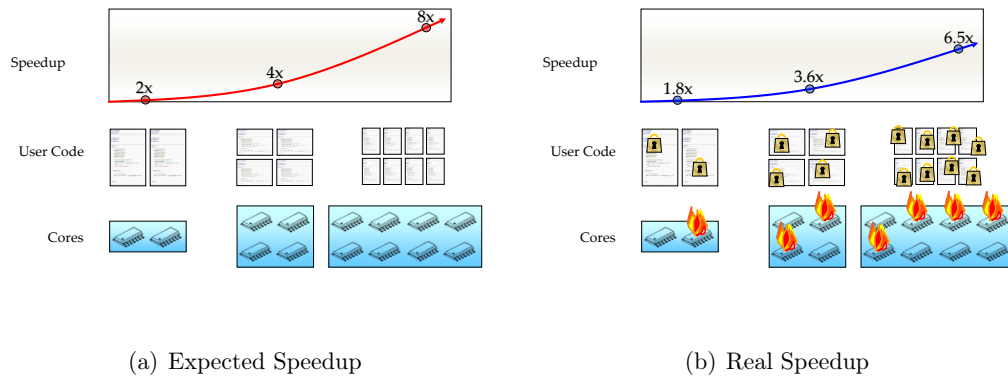 8x
Speedup
4x
2x
User Code
Cores
(a) Expected Speedup
6.5x
Speedup
3.6x
1.8x
User Code
Cores
(b) Real Speedup